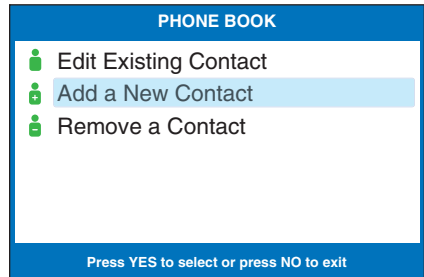 PHONE BOOK
Edit Existing Contact
Add a New Contact
Remove a Contact
Press YES to select or press NO to exit